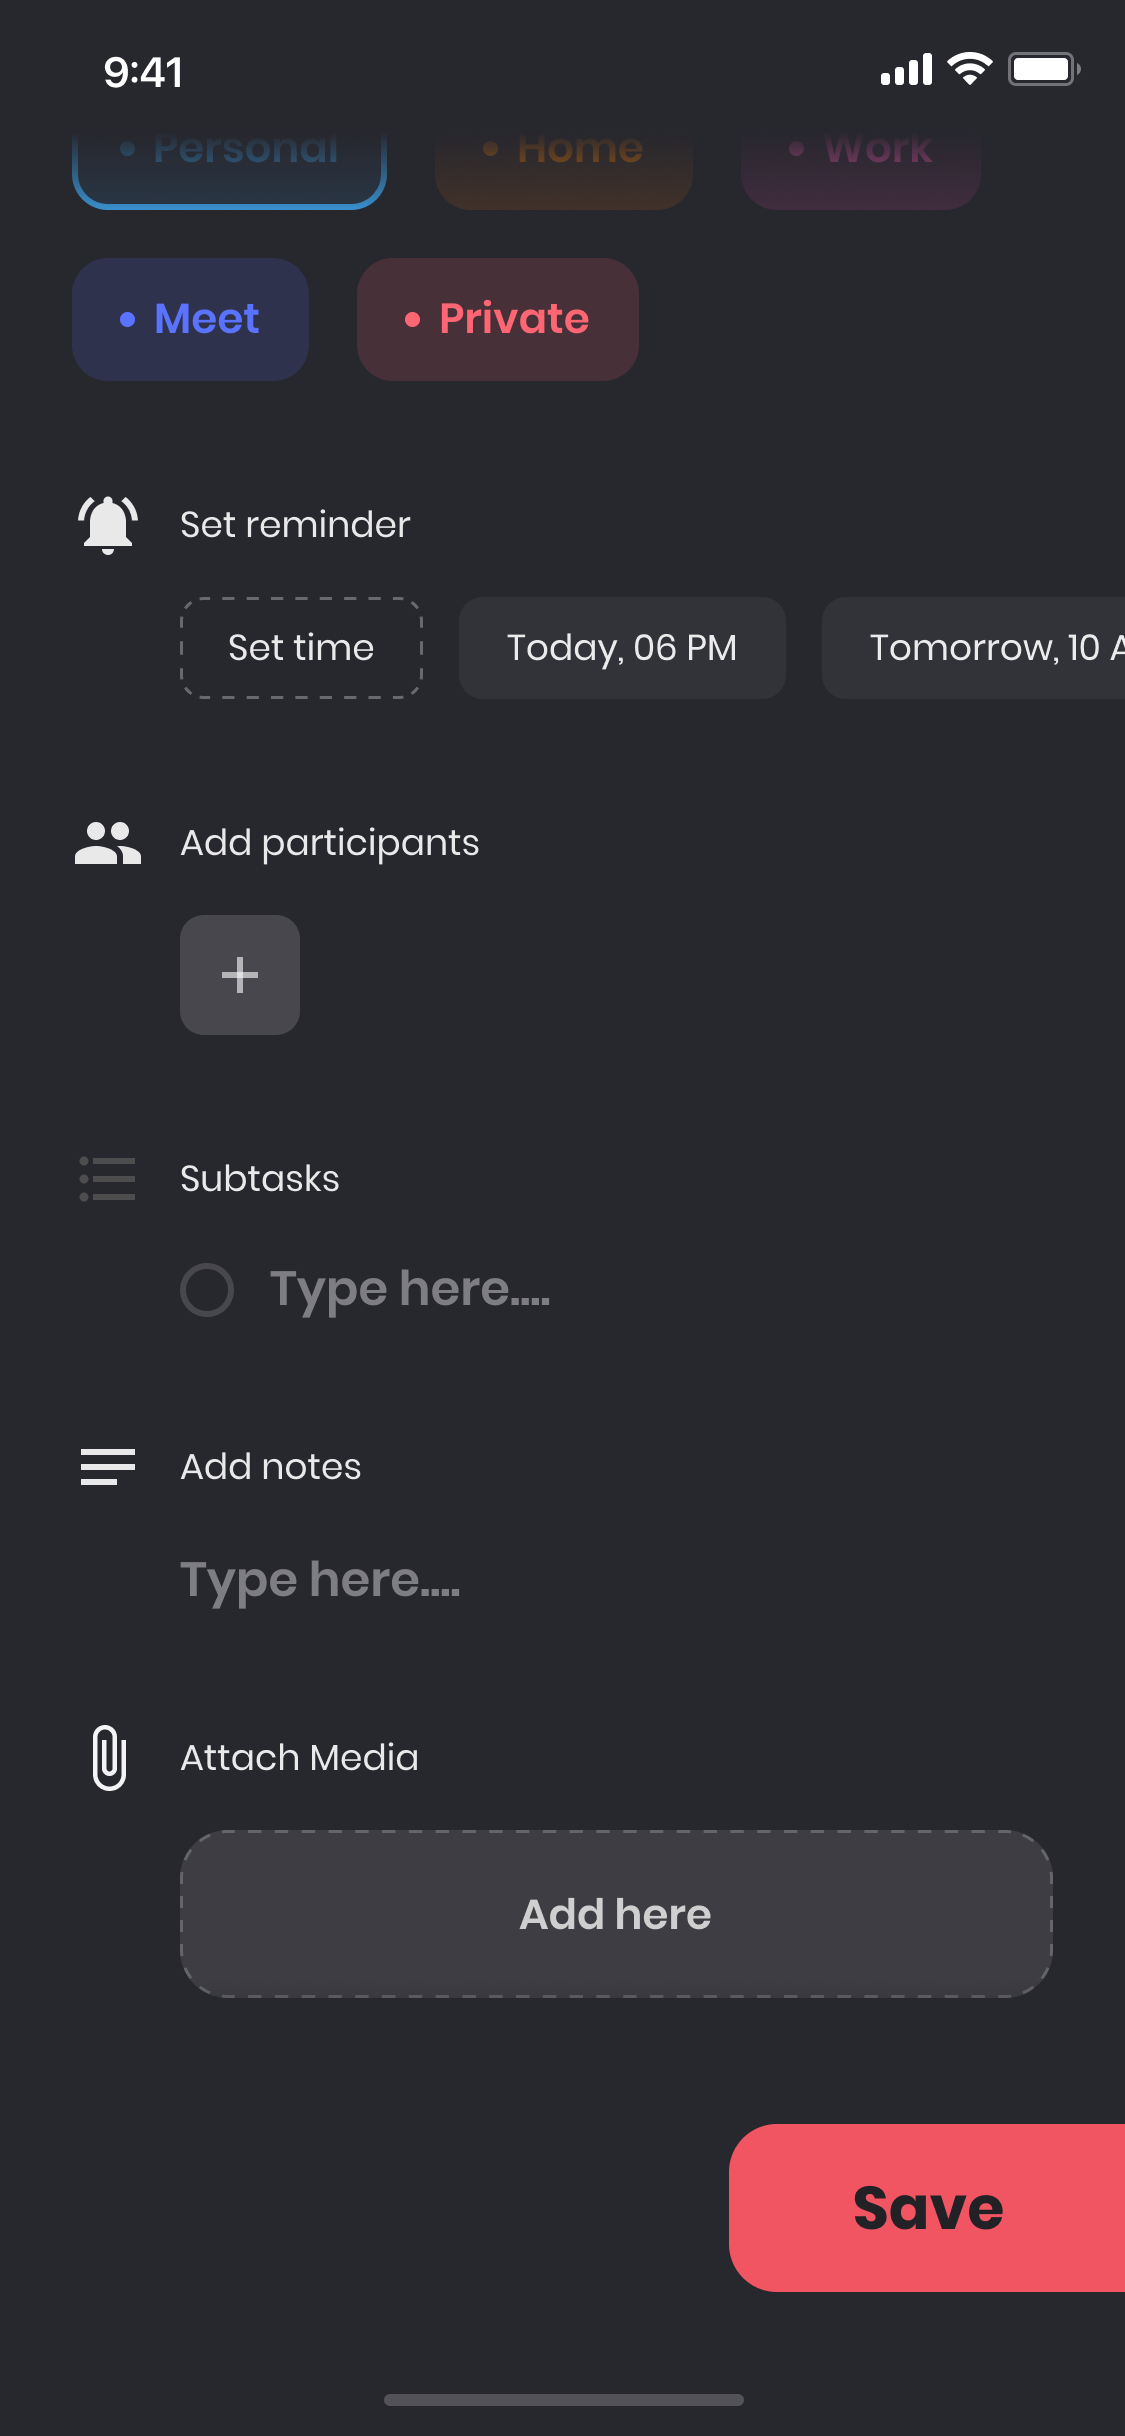 9:41
Personal Home Work
Meet Private
Set reminder
Set time Today, 06 PM Tomorrow, 10 A
Add participants
Subtasks
Type here....
Add notes
Type here....
Attach Media
Add here
Save